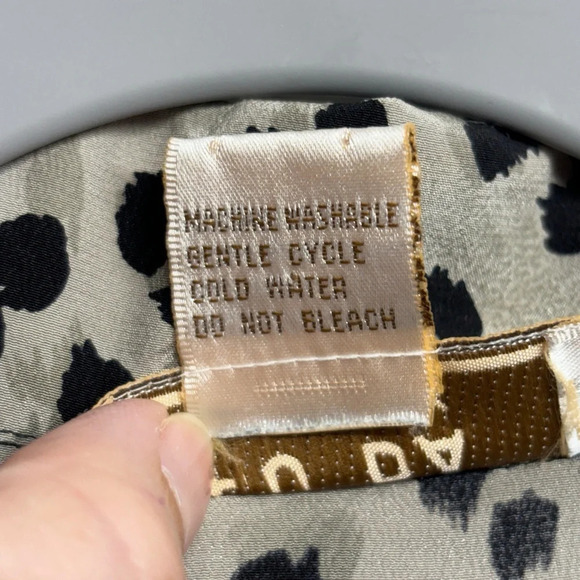 MACHINE WASHABLE
GENTLE CYCLE
COLD WATER
DO NOT BLEACH